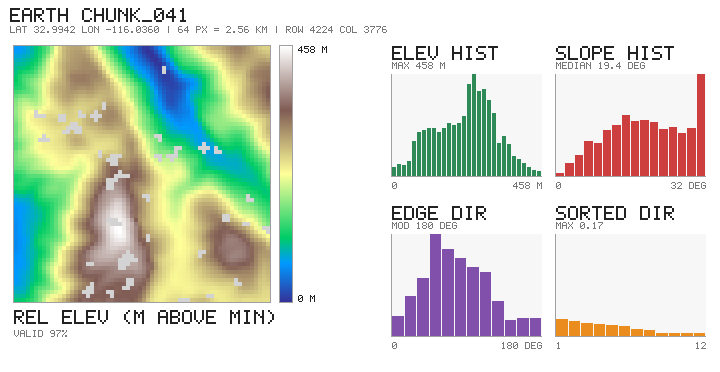 EARTH CHUNK_041
LAT 32.9942 LON -116.0360 | 64 PX = 2.56 KM | ROW 4224 COL 3776
458 M
0 M
REL ELEV (M ABOVE MIN)
VALID 97%
ELEV HIST
MAX 458 M
0 458 M
SLOPE HIST
MEDIAN 19.4 DEG
0 32 DEG
EDGE DIR
MOD 180 DEG
0 180 DEG
SORTED DIR
MAX 0.17
1 12